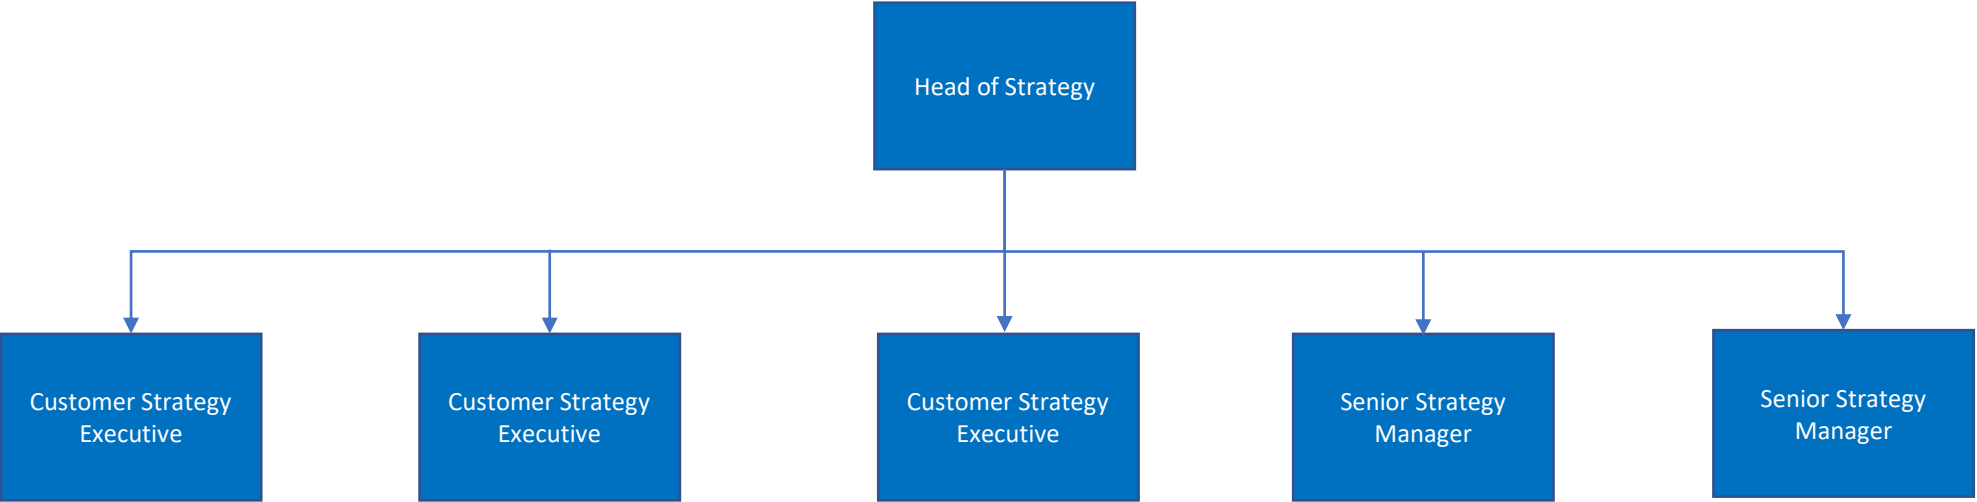 Head of Strategy
Customer Strategy
Executive
Customer Strategy
Executive
Customer Strategy
Executive
Senior Strategy
Manager
Senior Strategy
Manager